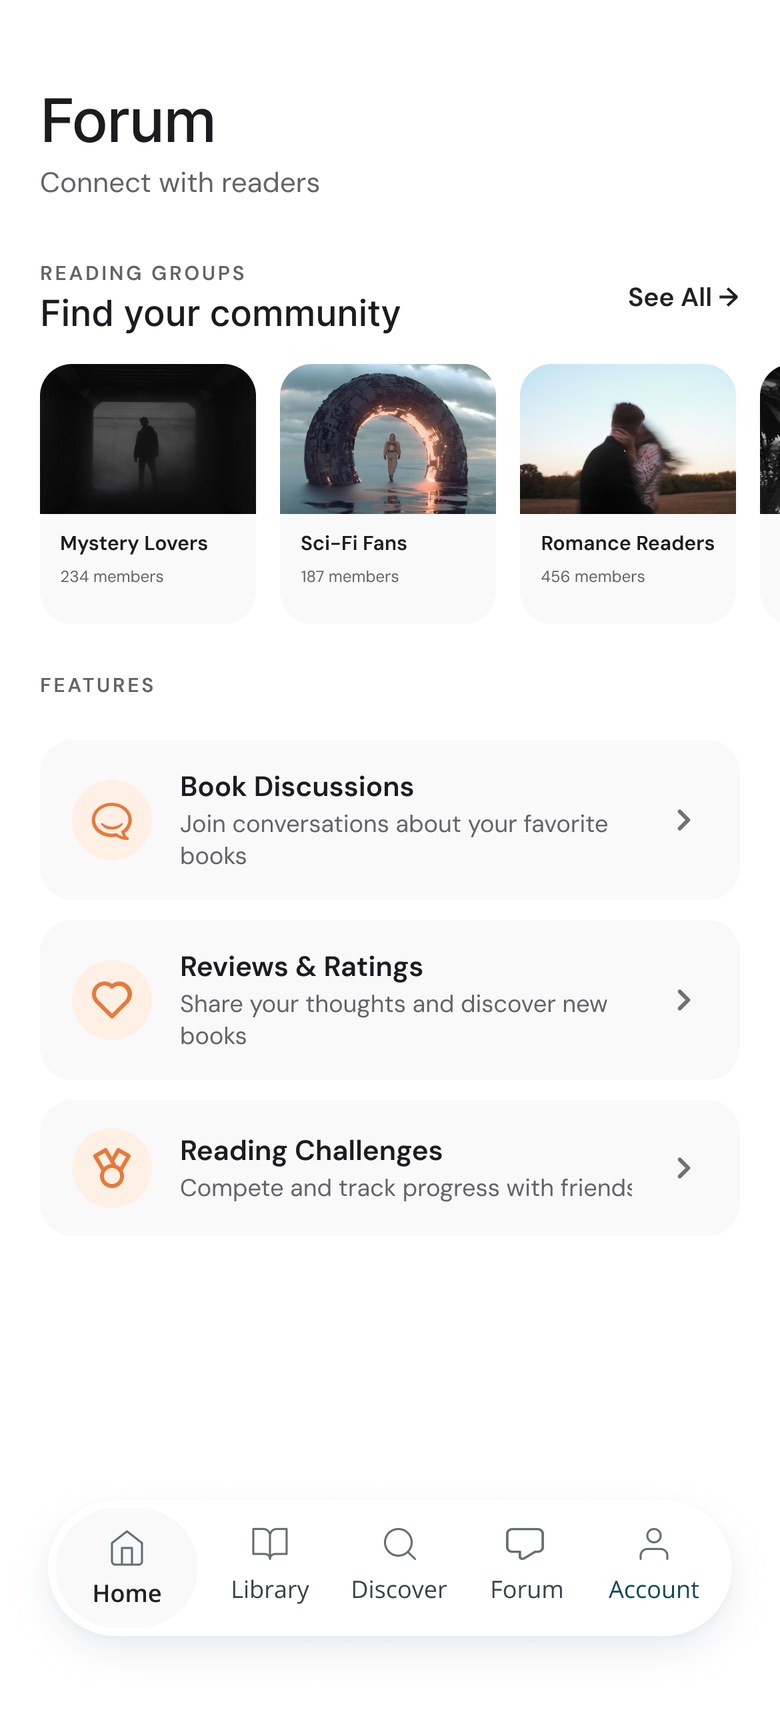 Forum
Connect with readers
READING GROUPS
Find your community
See All →
Mystery Lovers
234 members
Sci-Fi Fans
187 members
Romance Readers
456 members
FEATURES
Book Discussions
Join conversations about your favorite
books
Reviews & Ratings
Share your thoughts and discover new
books
Reading Challenges
Compete and track progress with friends
Home
Library
Discover
Forum
Account